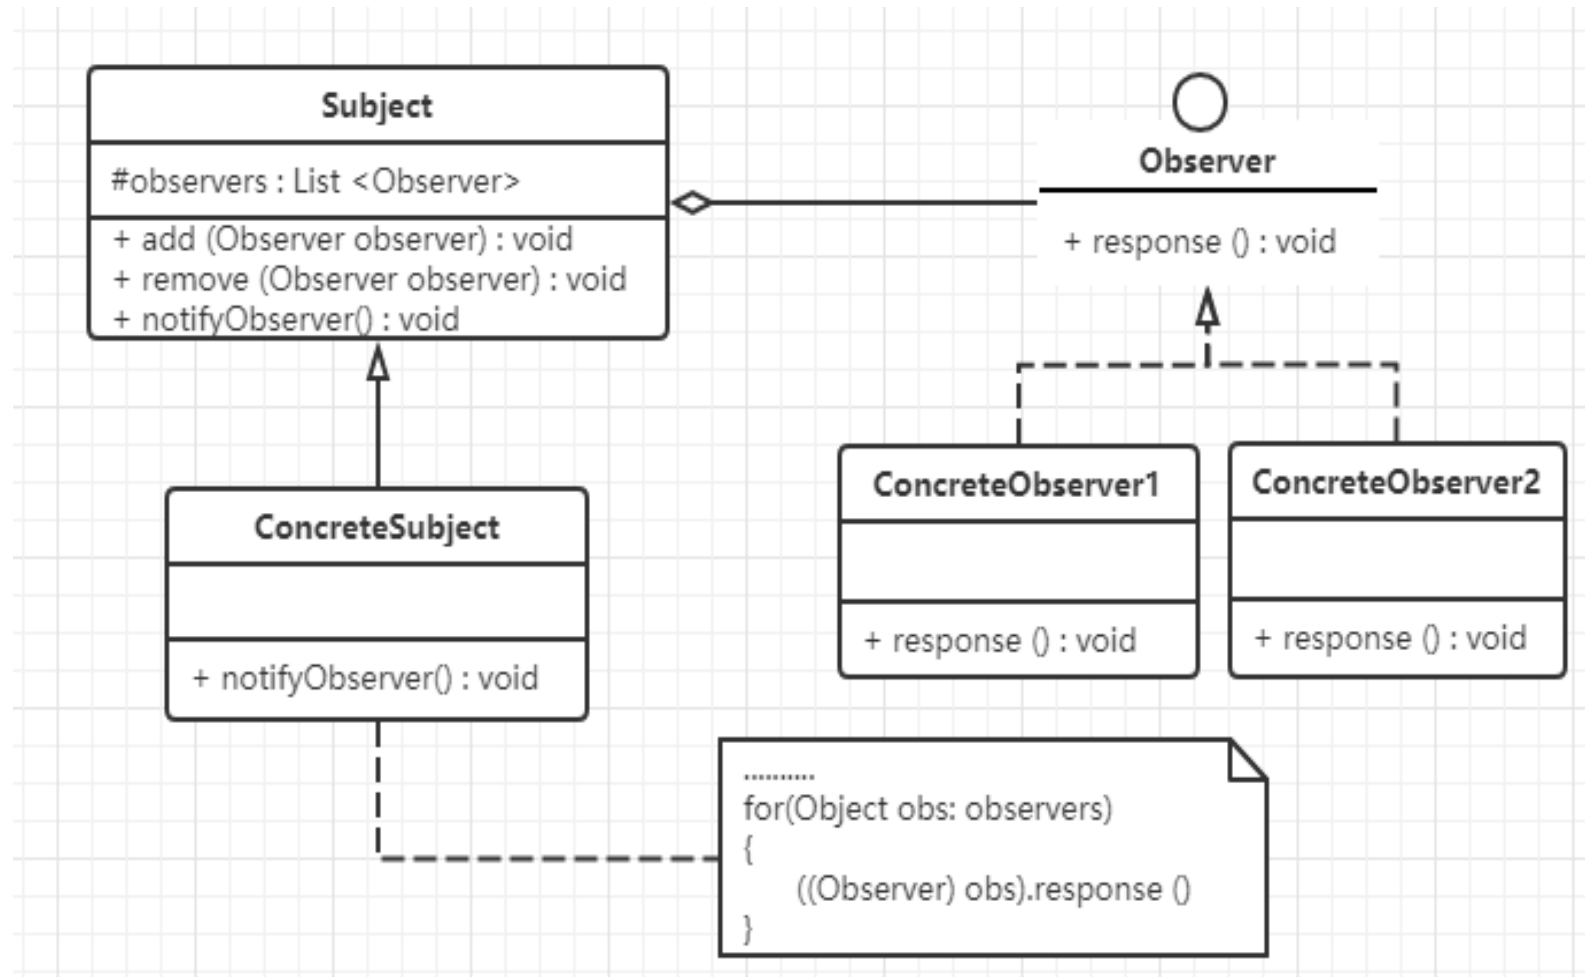 Subject
#observers : List <Observer>
+ add (Observer observer) : void
+ remove (Observer observer) : void
+ notifyObserver() : void
Observer
+ response () : void
ConcreteSubject
+ notifyObserver() : void
ConcreteObserver1
+ response () : void
ConcreteObserver2
+ response () : void
..........
for(Object obs: observers)
{
((Observer) obs).response ()
}